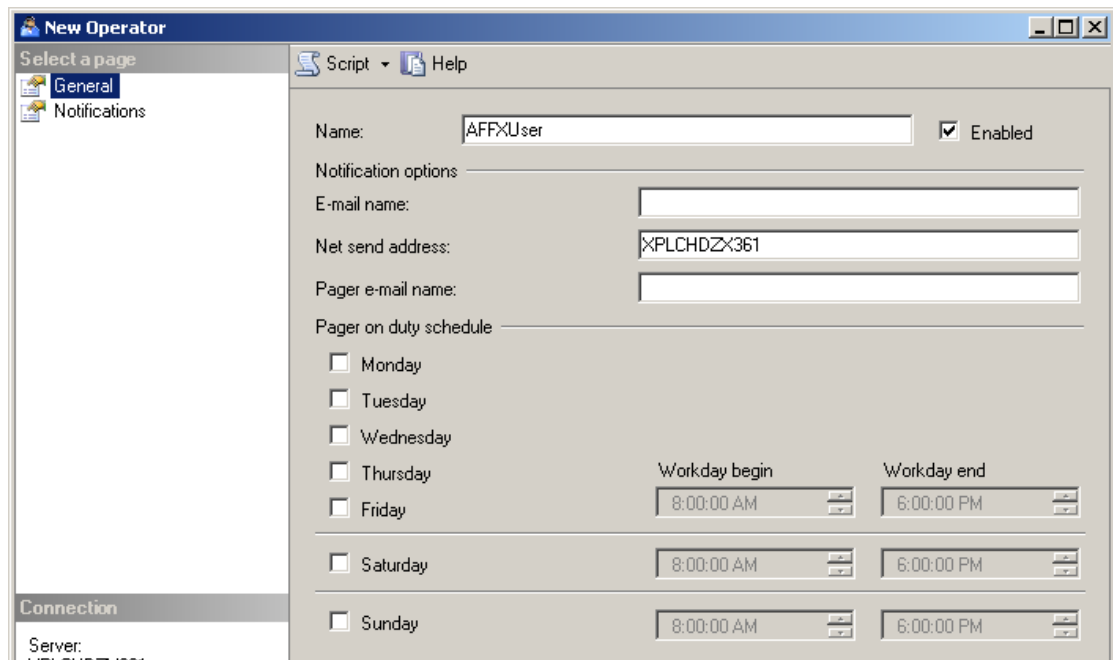 New Operator
Select a page
General
Notifications
Script Help
Name: AFFXUser Enabled
Notification options
E-mail name:
Net send address: XPLCHDZX361
Pager e-mail name:
Pager on duty schedule
Monday
Tuesday
Wednesday
Thursday Workday begin Workday end
Friday 8:00:00 AM 6:00:00 PM
Saturday 8:00:00 AM 6:00:00 PM
Sunday 8:00:00 AM 6:00:00 PM
Connection
Server: